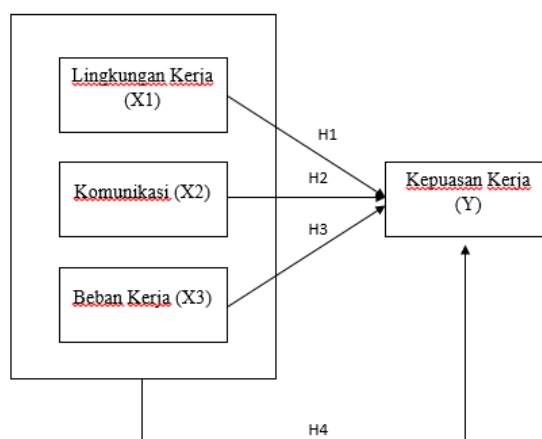 Lingkungan Kerja
(X1)
H1
Komunikasi (X2)
H2
Kepuasan Kerja
(Y)
H3
Beban Kerja (X3)
H4